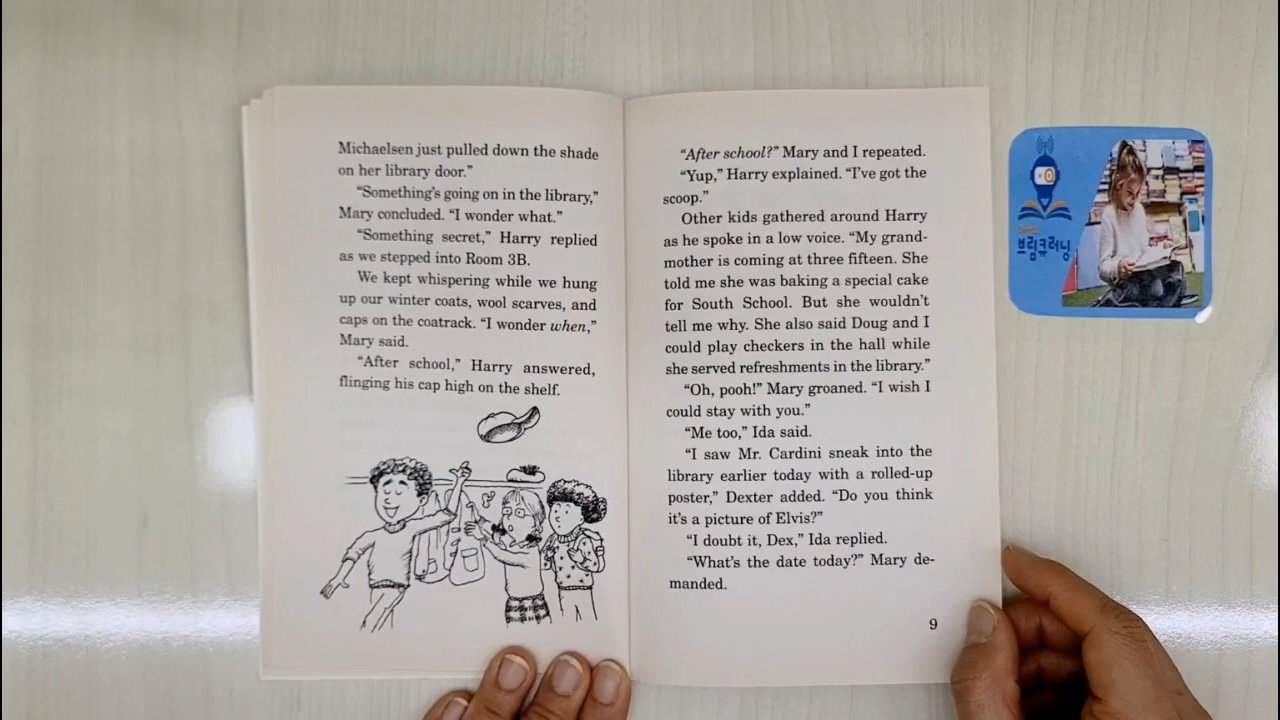 Michaelsen just pulled down the shade
on her library door.”
“Something's going on in the library,”
Mary concluded. “I wonder what.”
“Something secret,” Harry replied
as we stepped into Room 3B.
We kept whispering while we hung
up our winter coats, wool scarves, and
caps on the coatrack. “I wonder when,”
Mary said.
“After school,” Harry answered,
flinging his cap high on the shelf.
“After school?” Mary and I repeated.
“Yup,” Harry explained. “I've got the
scoop.”
Other kids gathered around Harry
as he spoke in a low voice. “My grand-
mother is coming at three fifteen. She
told me she was baking a special cake
for South School. But she wouldn't
tell me why. She also said Doug and I
could play checkers in the hall while
she served refreshments in the library.”
“Oh, pooh!” Mary groaned. “I wish I
could stay with you.”
“Me too,” Ida said.
“I saw Mr. Cardini sneak into the
library earlier today with a rolled-up
poster,” Dexter added. “Do you think
it's a picture of Elvis?”
“I doubt it, Dex,” Ida replied.
“What's the date today?” Mary de-
manded.
9
브림큐러닝